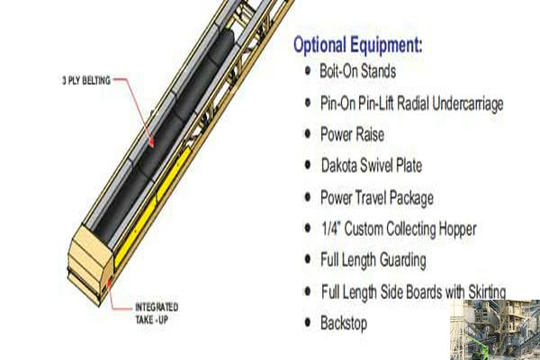 Optional Equipment:
3 PLY BELTING
• Bolt-On Stands
• Pin-On Pin-Lift Radial Undercarriage
• Power Raise
• Dakota Swivel Plate
• Power Travel Package
• 1/4” Custom Collecting Hopper
• Full Length Guarding
• Full Length Side Boards with Skirting
• Backstop
INTEGRATED
TAKE -UP